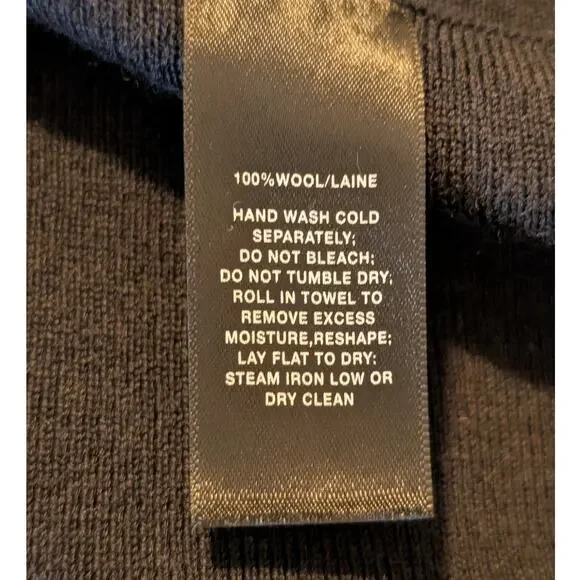 100%WOOL/LAINE
HAND WASH COLD
SEPARATELY;
DO NOT BLEACH;
DO NOT TUMBLE DRY;
ROLL IN TOWEL TO
REMOVE EXCESS
MOISTURE,RESHAPE;
LAY FLAT TO DRY;
STEAM IRON LOW OR
DRY CLEAN